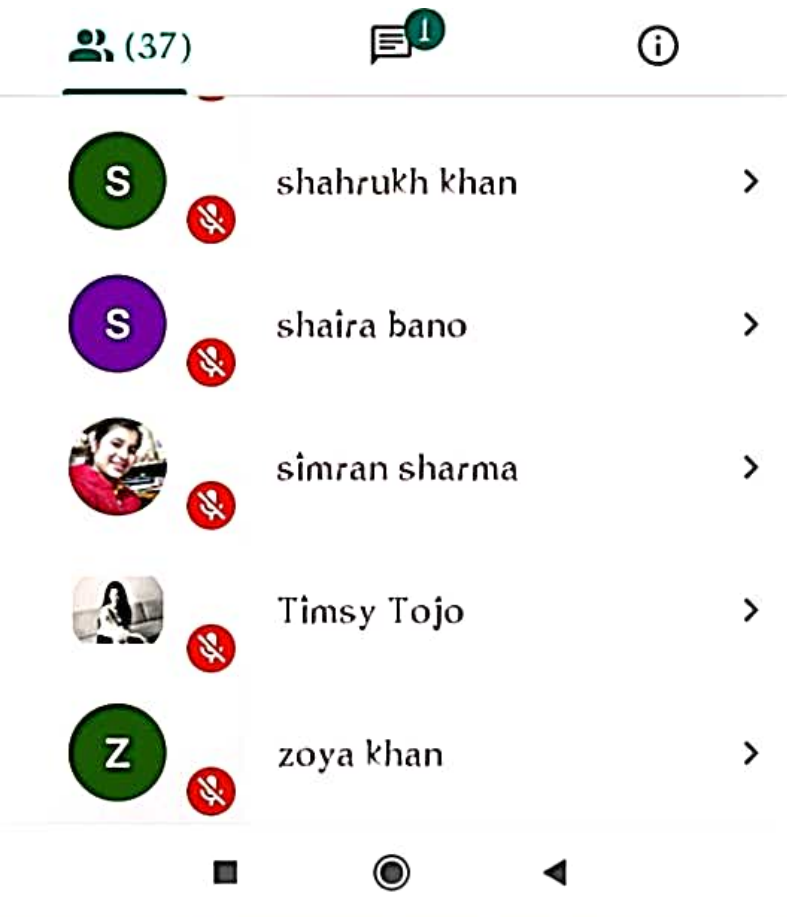 (37)
1
S
shahrukh khan
S
shaira bano
simran sharma
Timsy Tojo
Z
zoya khan